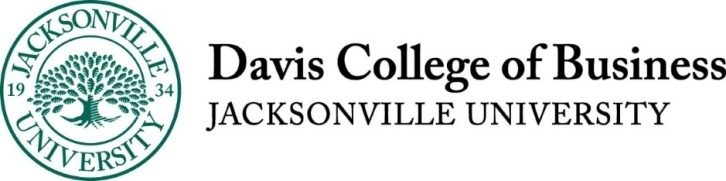 JACKSONVILLE
19 34
UNIVERSITY
Davis College of Business
JACKSONVILLE UNIVERSITY